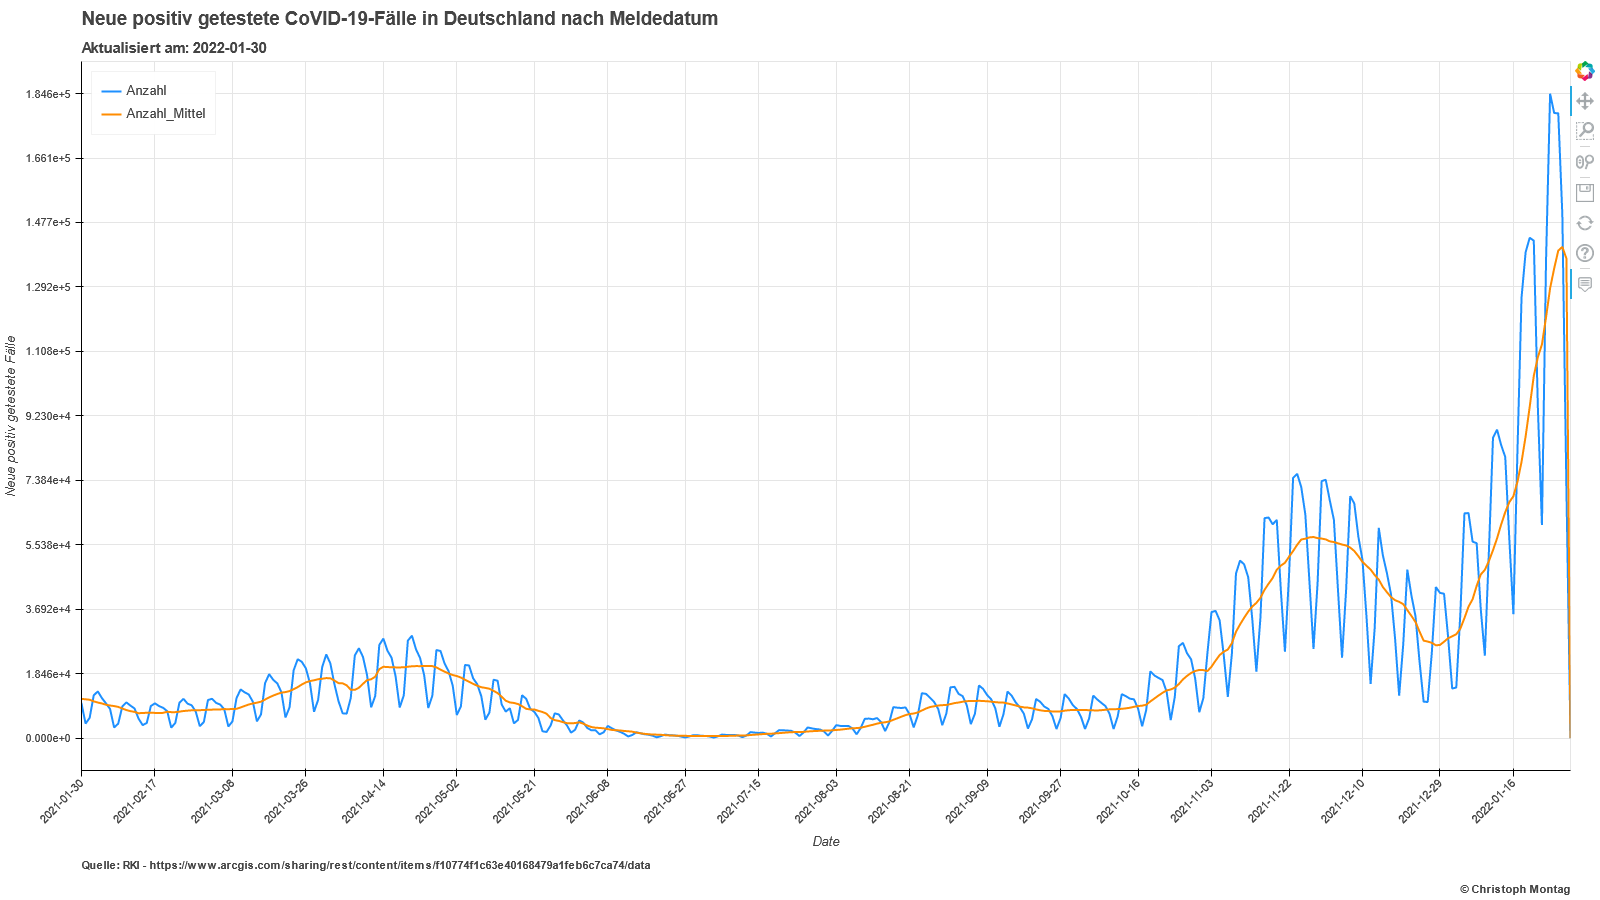 Neue positiv getestete CoVID-19-Fälle in Deutschland nach Meldedatum
Aktualisiert am: 2022-01-30
Anzahl
Anzahl_Mittel
Neue positiv getestete Fälle
1.846e+5
1.661e+5
1.477e+5
1.292e+5
1.108e+5
9.230e+4
7.384e+4
5.538e+4
3.692e+4
1.846e+4
0.000e+0
2021-01-30
2021-02-17
2021-03-08
2021-03-26
2021-04-14
2021-05-02
2021-05-21
2021-06-08
2021-06-27
2021-07-15
2021-08-03
2021-08-21
2021-09-09
2021-09-27
2021-10-16
2021-11-03
2021-11-22
2021-12-10
2021-12-29
2022-01-16
Date
Quelle: RKI - https://www.arcgis.com/sharing/rest/content/items/f10774f1c63e40168479a1feb6c7ca74/data
© Christoph Montag